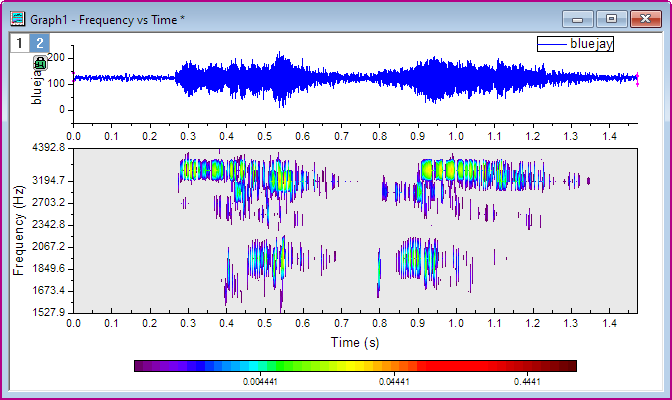 Graph1 - Frequency vs Time *
1 2
bluejay
200
100
0
bluejay
0.0 0.1 0.2 0.3 0.4 0.5 0.6 0.7 0.8 0.9 1.0 1.1 1.2 1.3 1.4
Frequency (Hz)
4392.8
3194.7
2703.2
2342.8
2067.2
1849.6
1673.4
1527.9
0.0 0.1 0.2 0.3 0.4 0.5 0.6 0.7 0.8 0.9 1.0 1.1 1.2 1.3 1.4
Time (s)
0.004441 0.04441 0.4441